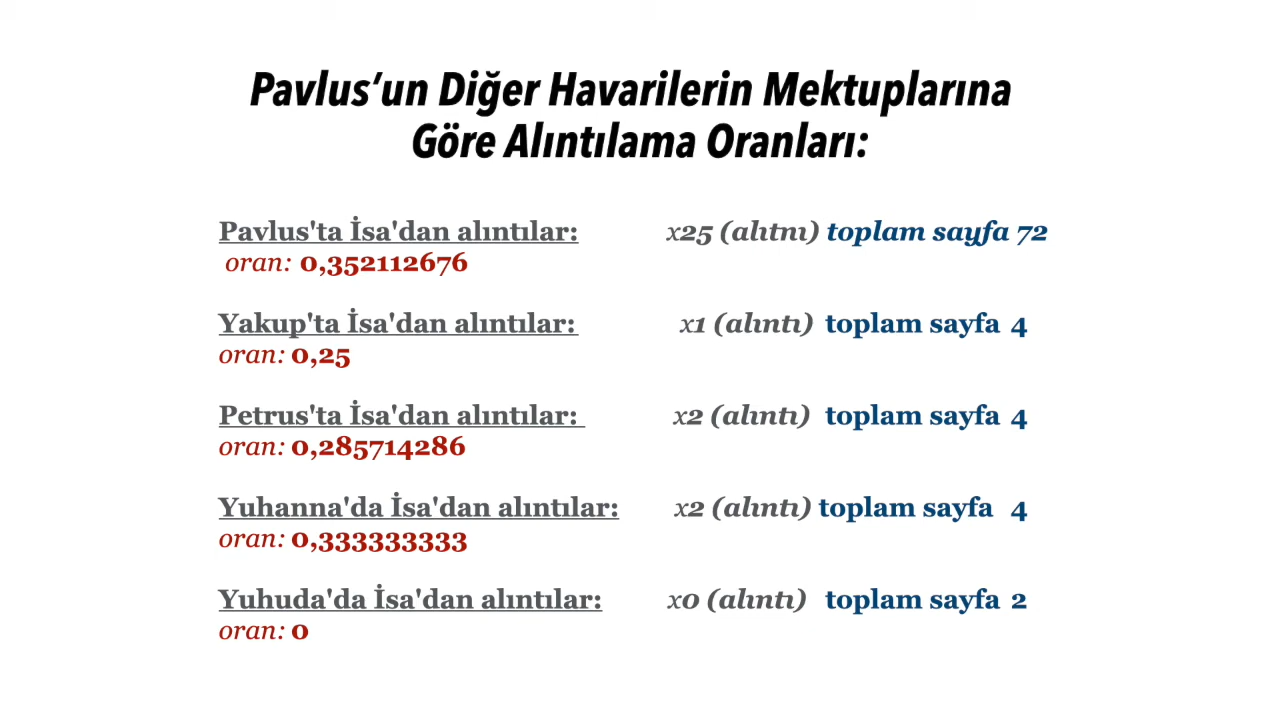 Pavlus‘un Diğer Havarilerin Mektuplarına
Göre Alıntılama Oranları:
Pavlus'ta İsa'dan alıntılar: x25 (alıtnı) toplam sayfa 72
oran: 0,352112676
Yakup'ta İsa'dan alıntılar: x1 (alıntı) toplam sayfa 4
oran: 0,25
Petrus'ta İsa'dan alıntılar: x2 (alıntı) toplam sayfa 4
oran: 0,285714286
Yuhanna'da İsa'dan alıntılar: x2 (alıntı) toplam sayfa 4
oran: 0,333333333
Yuhuda'da İsa'dan alıntılar: x0 (alıntı) toplam sayfa 2
oran: 0